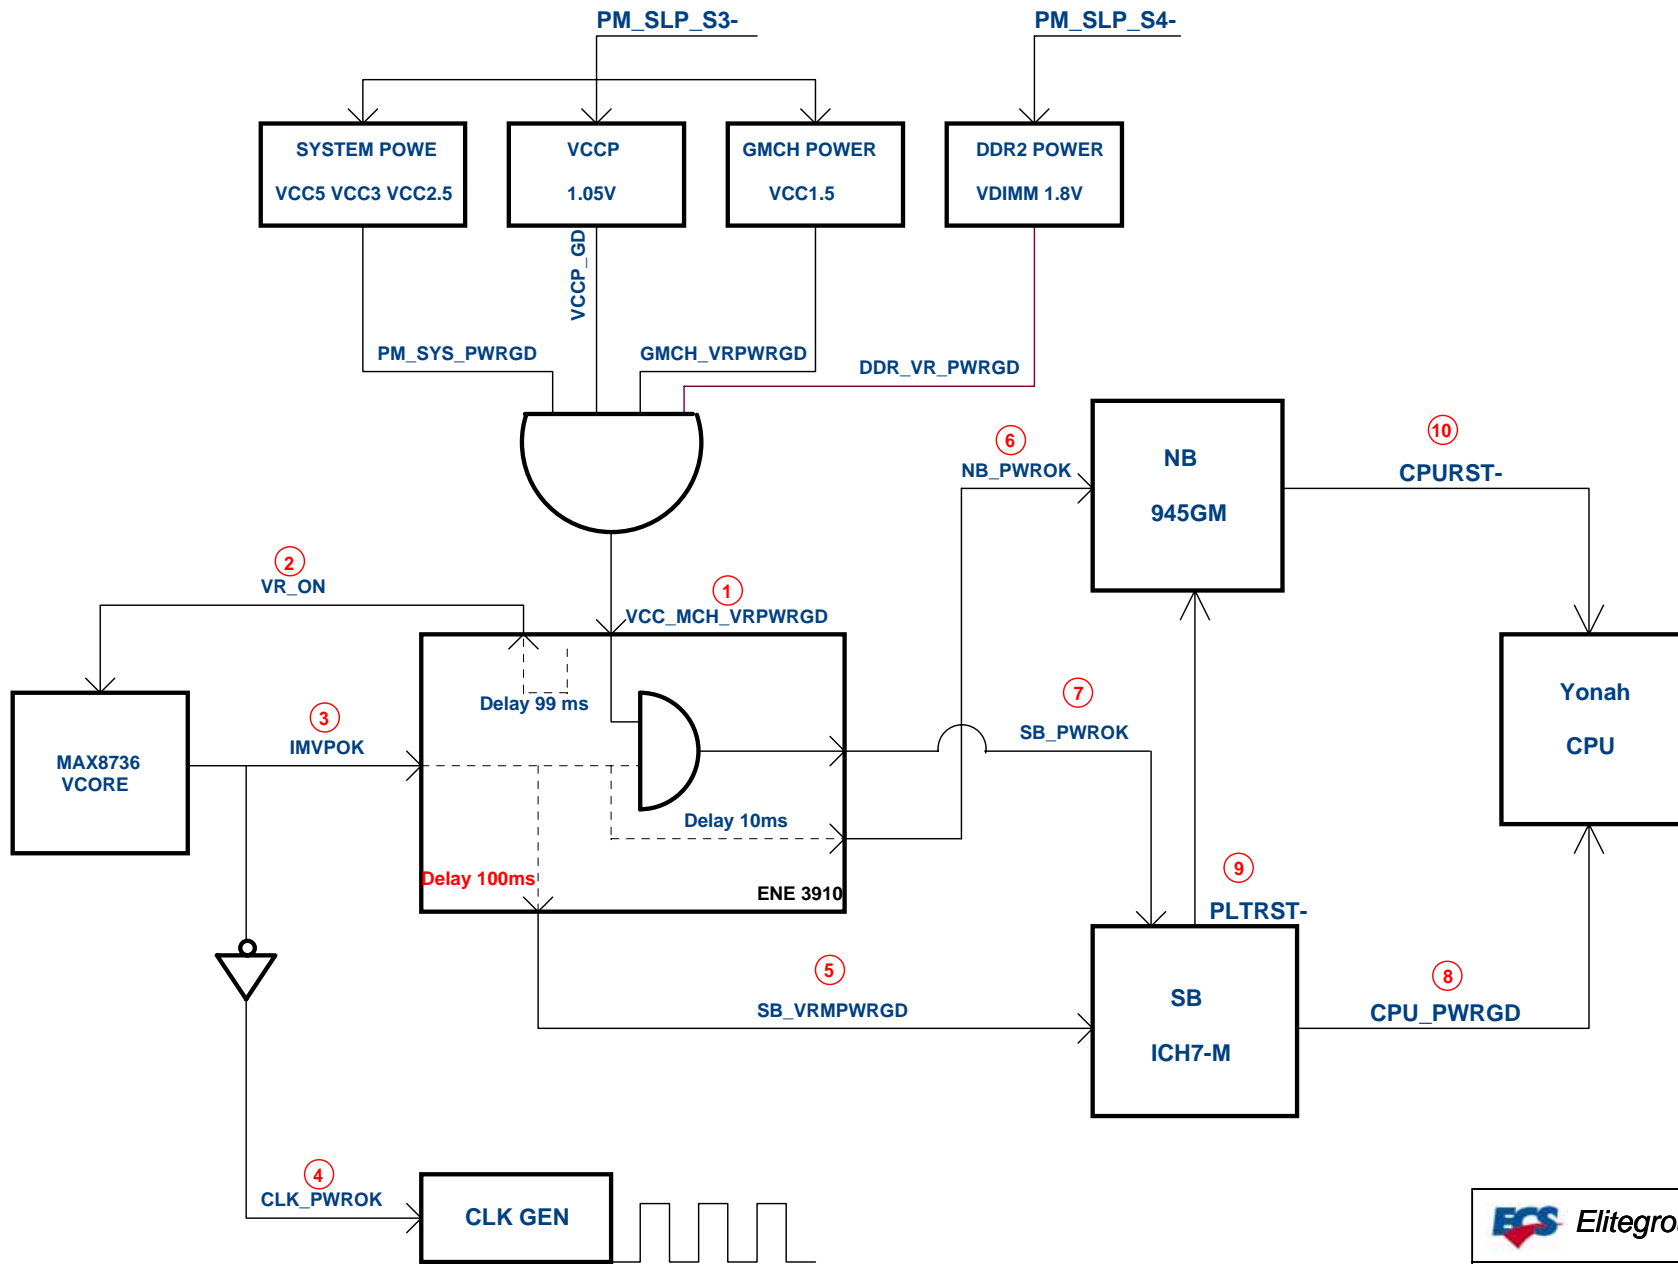 PM_SLP_S3-
PM_SLP_S4-
SYSTEM POWE
VCC5 VCC3 VCC2.5
VCCP
1.05V
GMCH POWER
VCC1.5
DDR2 POWER
VDIMM 1.8V
VCCP_GD
PM_SYS_PWRGD
GMCH_VRPWRGD
DDR_VR_PWRGD
6
NB_PWROK
NB
945GM
10
CPURST-
2
VR_ON
1
VCC_MCH_VRPWRGD
Delay 99 ms
3
IMVPOK
MAX8736
VCORE
7
SB_PWROK
Yonah
CPU
Delay 10ms
Delay 100ms
ENE 3910
9
PLTRST-
5
SB_VRMPWRGD
SB
ICH7-M
8
CPU_PWRGD
4
CLK_PWROK
CLK GEN
ECS Elitegro